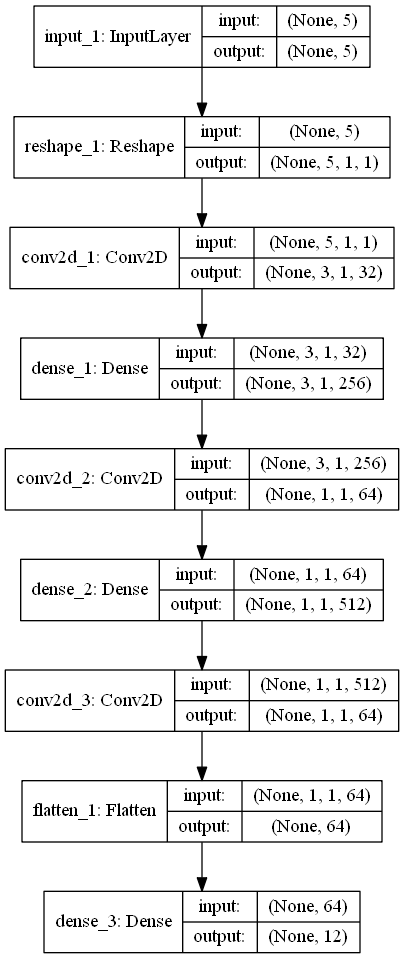 input_1: InputLayer
input:
(None, 5)
output:
(None, 5)
reshape_1: Reshape
input:
(None, 5)
output:
(None, 5, 1, 1)
conv2d_1: Conv2D
input:
(None, 5, 1, 1)
output:
(None, 3, 1, 32)
dense_1: Dense
input:
(None, 3, 1, 32)
output:
(None, 3, 1, 256)
conv2d_2: Conv2D
input:
(None, 3, 1, 256)
output:
(None, 1, 1, 64)
dense_2: Dense
input:
(None, 1, 1, 64)
output:
(None, 1, 1, 512)
conv2d_3: Conv2D
input:
(None, 1, 1, 512)
output:
(None, 1, 1, 64)
flatten_1: Flatten
input:
(None, 1, 1, 64)
output:
(None, 64)
dense_3: Dense
input:
(None, 64)
output:
(None, 12)